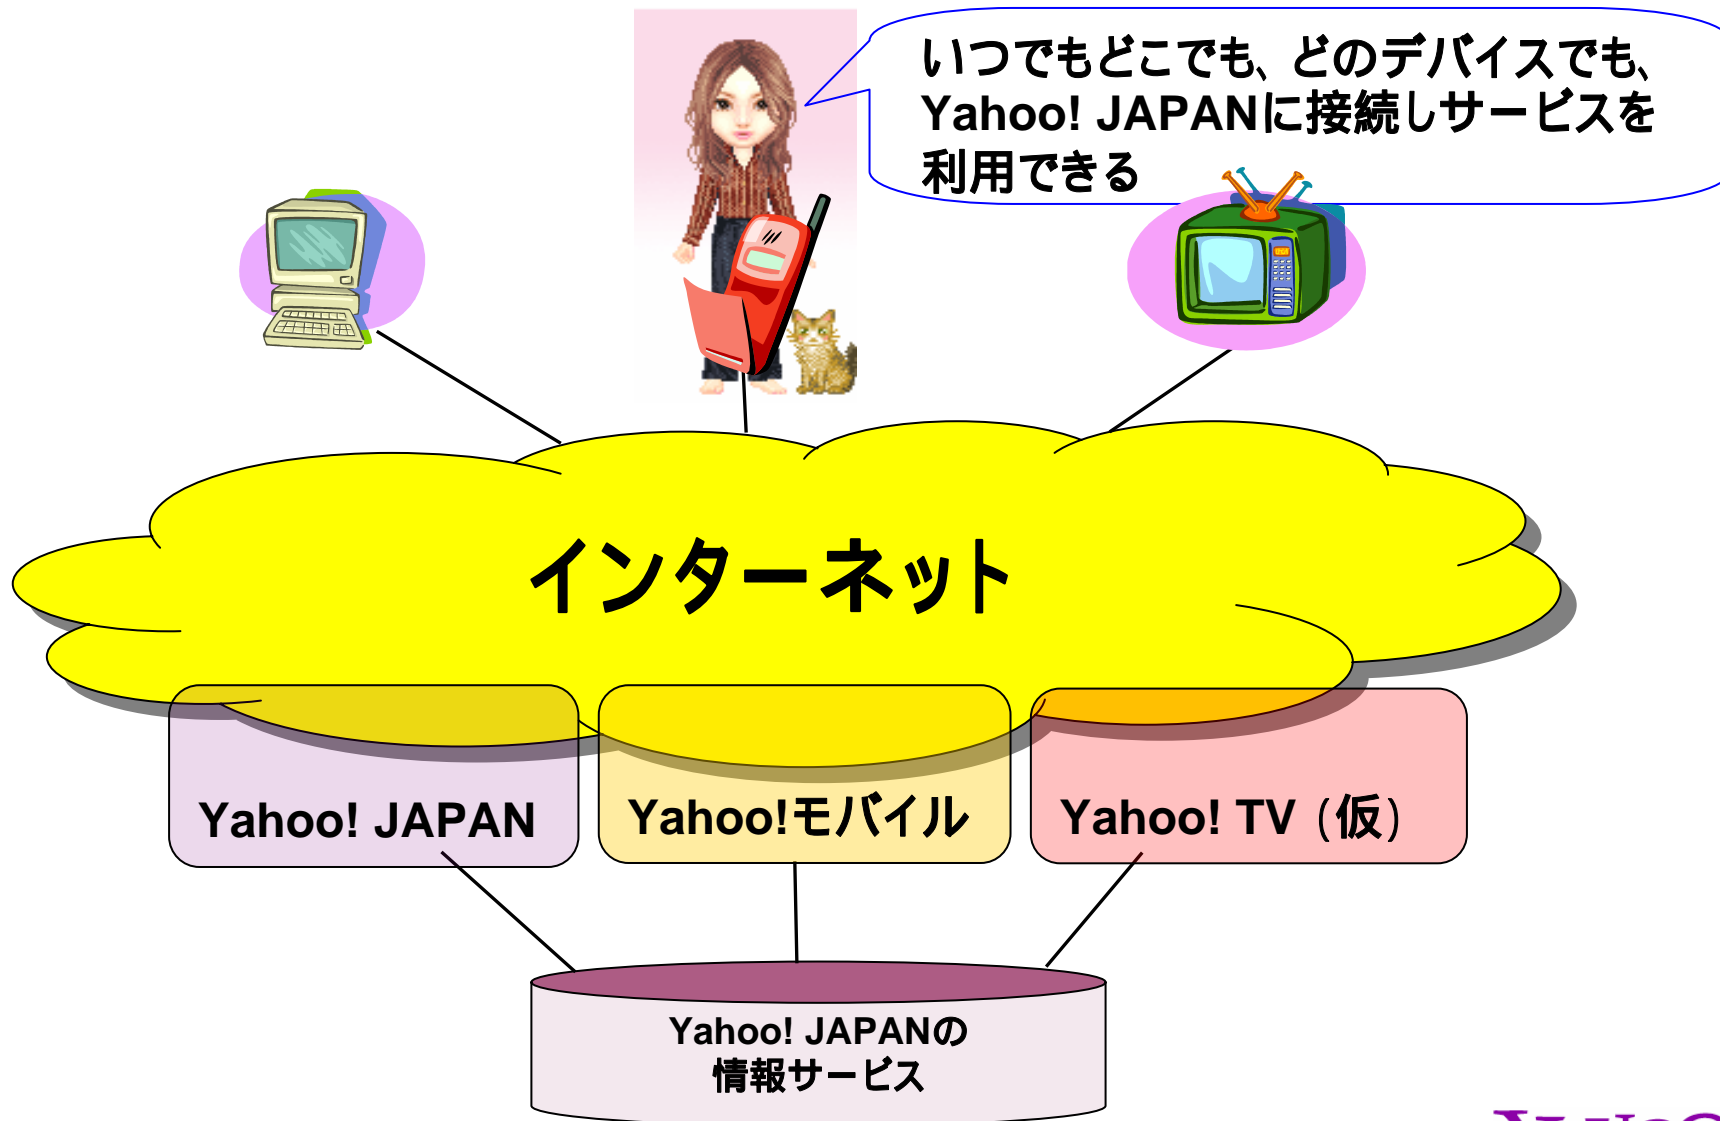 いつでもどこでも、どのデバイスでも、
Yahoo! JAPANに接続しサービスを
利用できる
インターネット
Yahoo! JAPAN
Yahoo!モバイル
Yahoo! TV（仮）
Yahoo! JAPANの
情報サービス